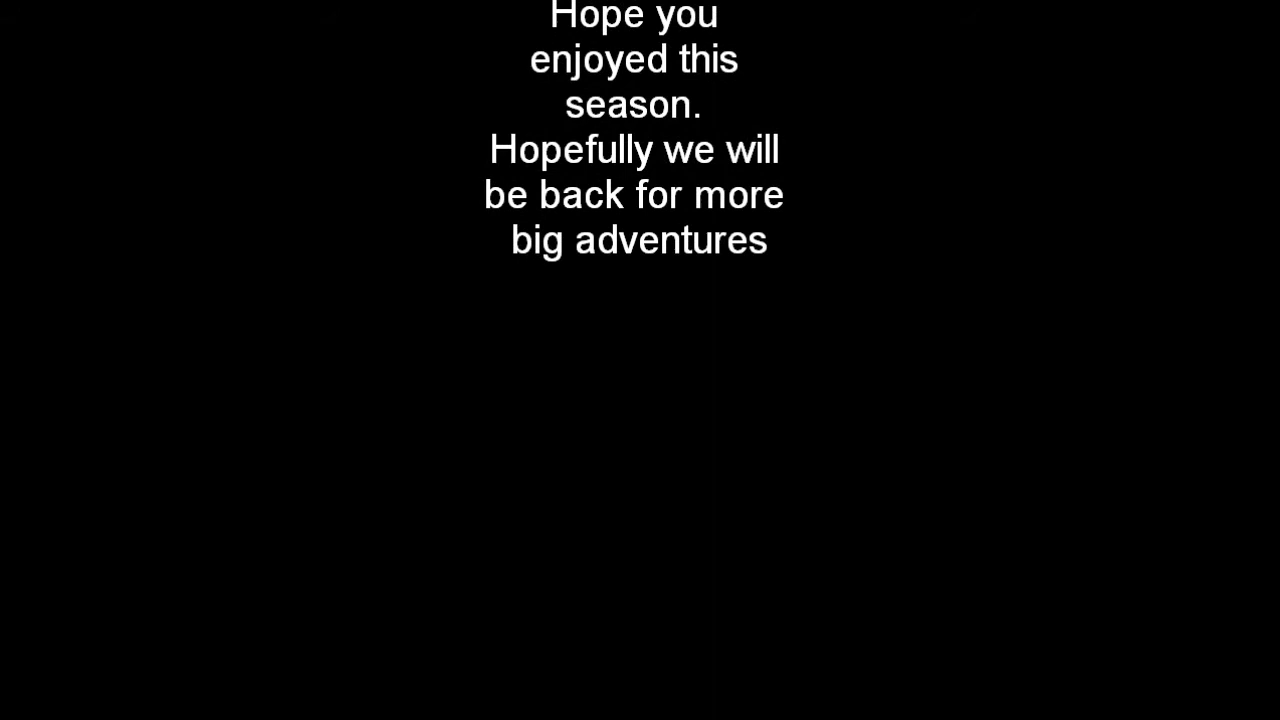 Hope you
enjoyed this
season.
Hopefully we will
be back for more
big adventures